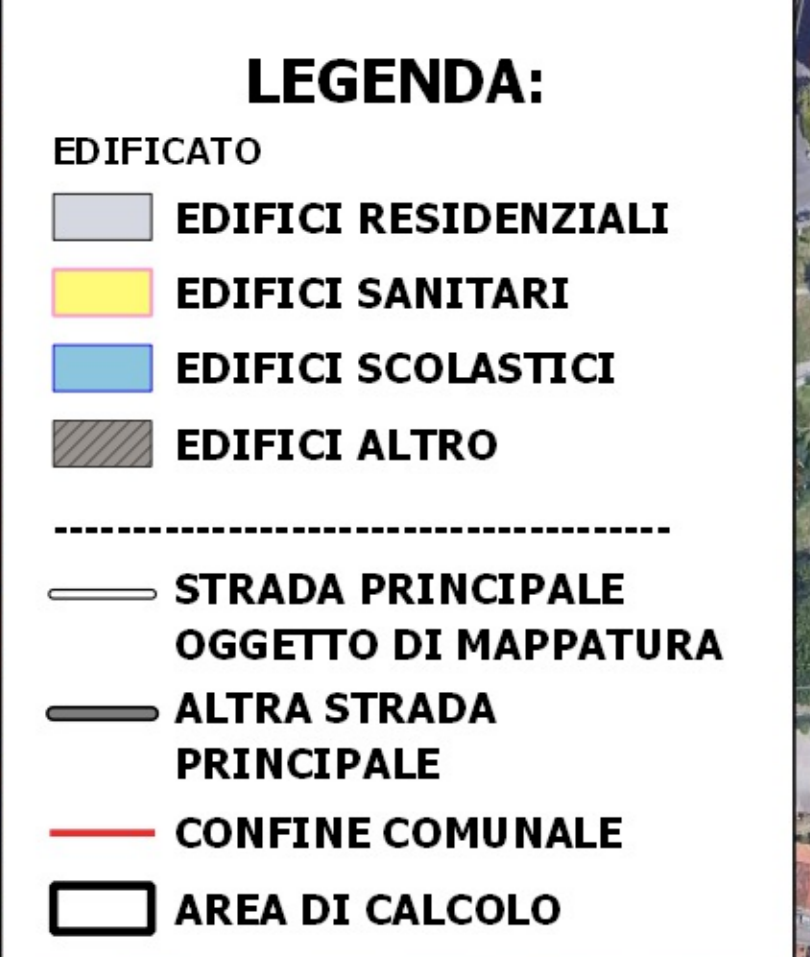 LEGENDA:
EDIFICATO
EDIFICI RESIDENZIALI
EDIFICI SANITARI
EDIFICI SCOLASTICI
EDIFICI ALTRO
---------------------------------------
STRADA PRINCIPALE
OGGETTO DI MAPPATURA
ALTRA STRADA
PRINCIPALE
CONFINE COMUNALE
AREA DI CALCOLO